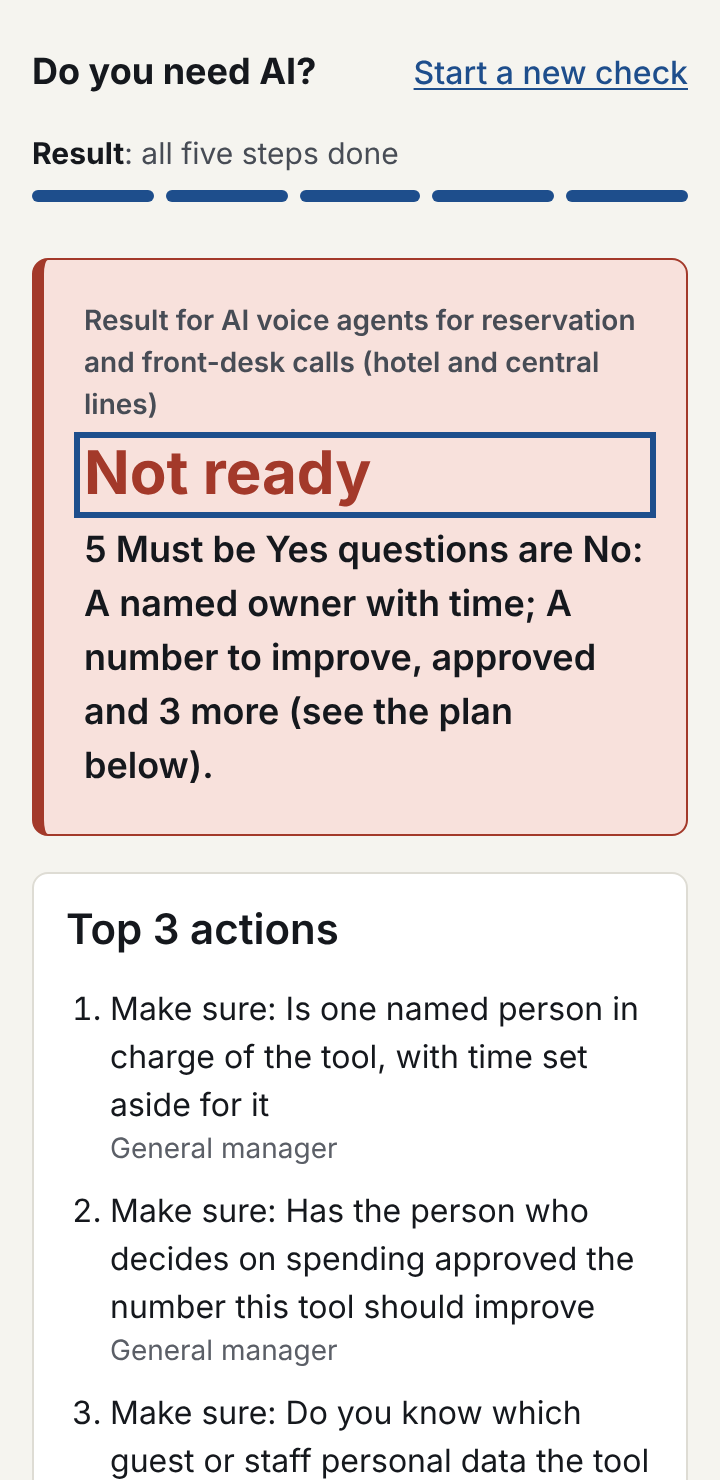 Do you need AI?
Start a new check
Result: all five steps done
Result for AI voice agents for reservation
and front-desk calls (hotel and central
lines)
Not ready
5 Must be Yes questions are No:
A named owner with time; A
number to improve, approved
and 3 more (see the plan
below).
Top 3 actions
1. Make sure: Is one named person in
charge of the tool, with time set
aside for it
General manager
2. Make sure: Has the person who
decides on spending approved the
number this tool should improve
General manager
3. Make sure: Do you know which
guest or staff personal data the tool